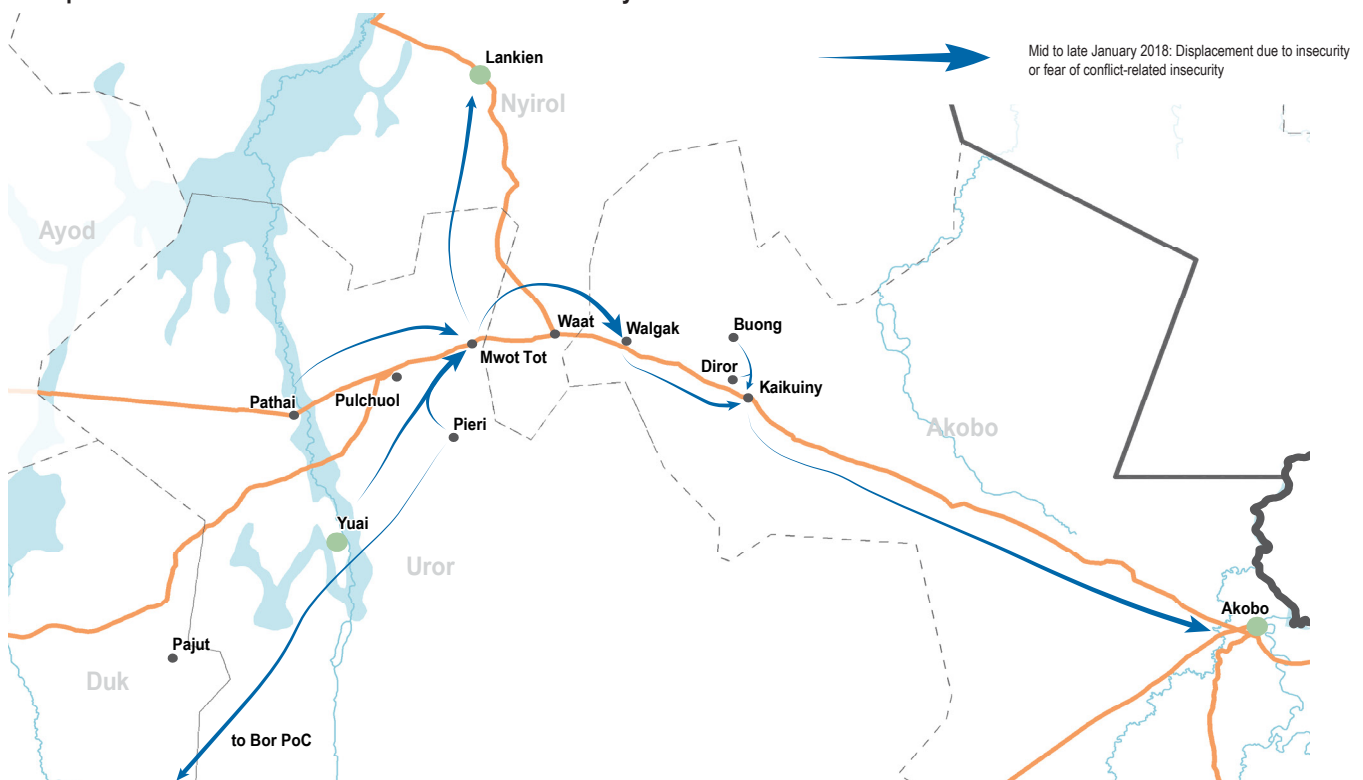 Lankien
Mid to late January 2018: Displacement due to insecurity
or fear of conflict-related insecurity
Nyirol
Ayod
Waat
Walgak
Buong
Mwot Tot
Diror
Kaikuiny
Pathai
Pulchuol
Pieri
Akobo
Yuai
Uror
Akobo
Pajut
Duk
to Bor PoC